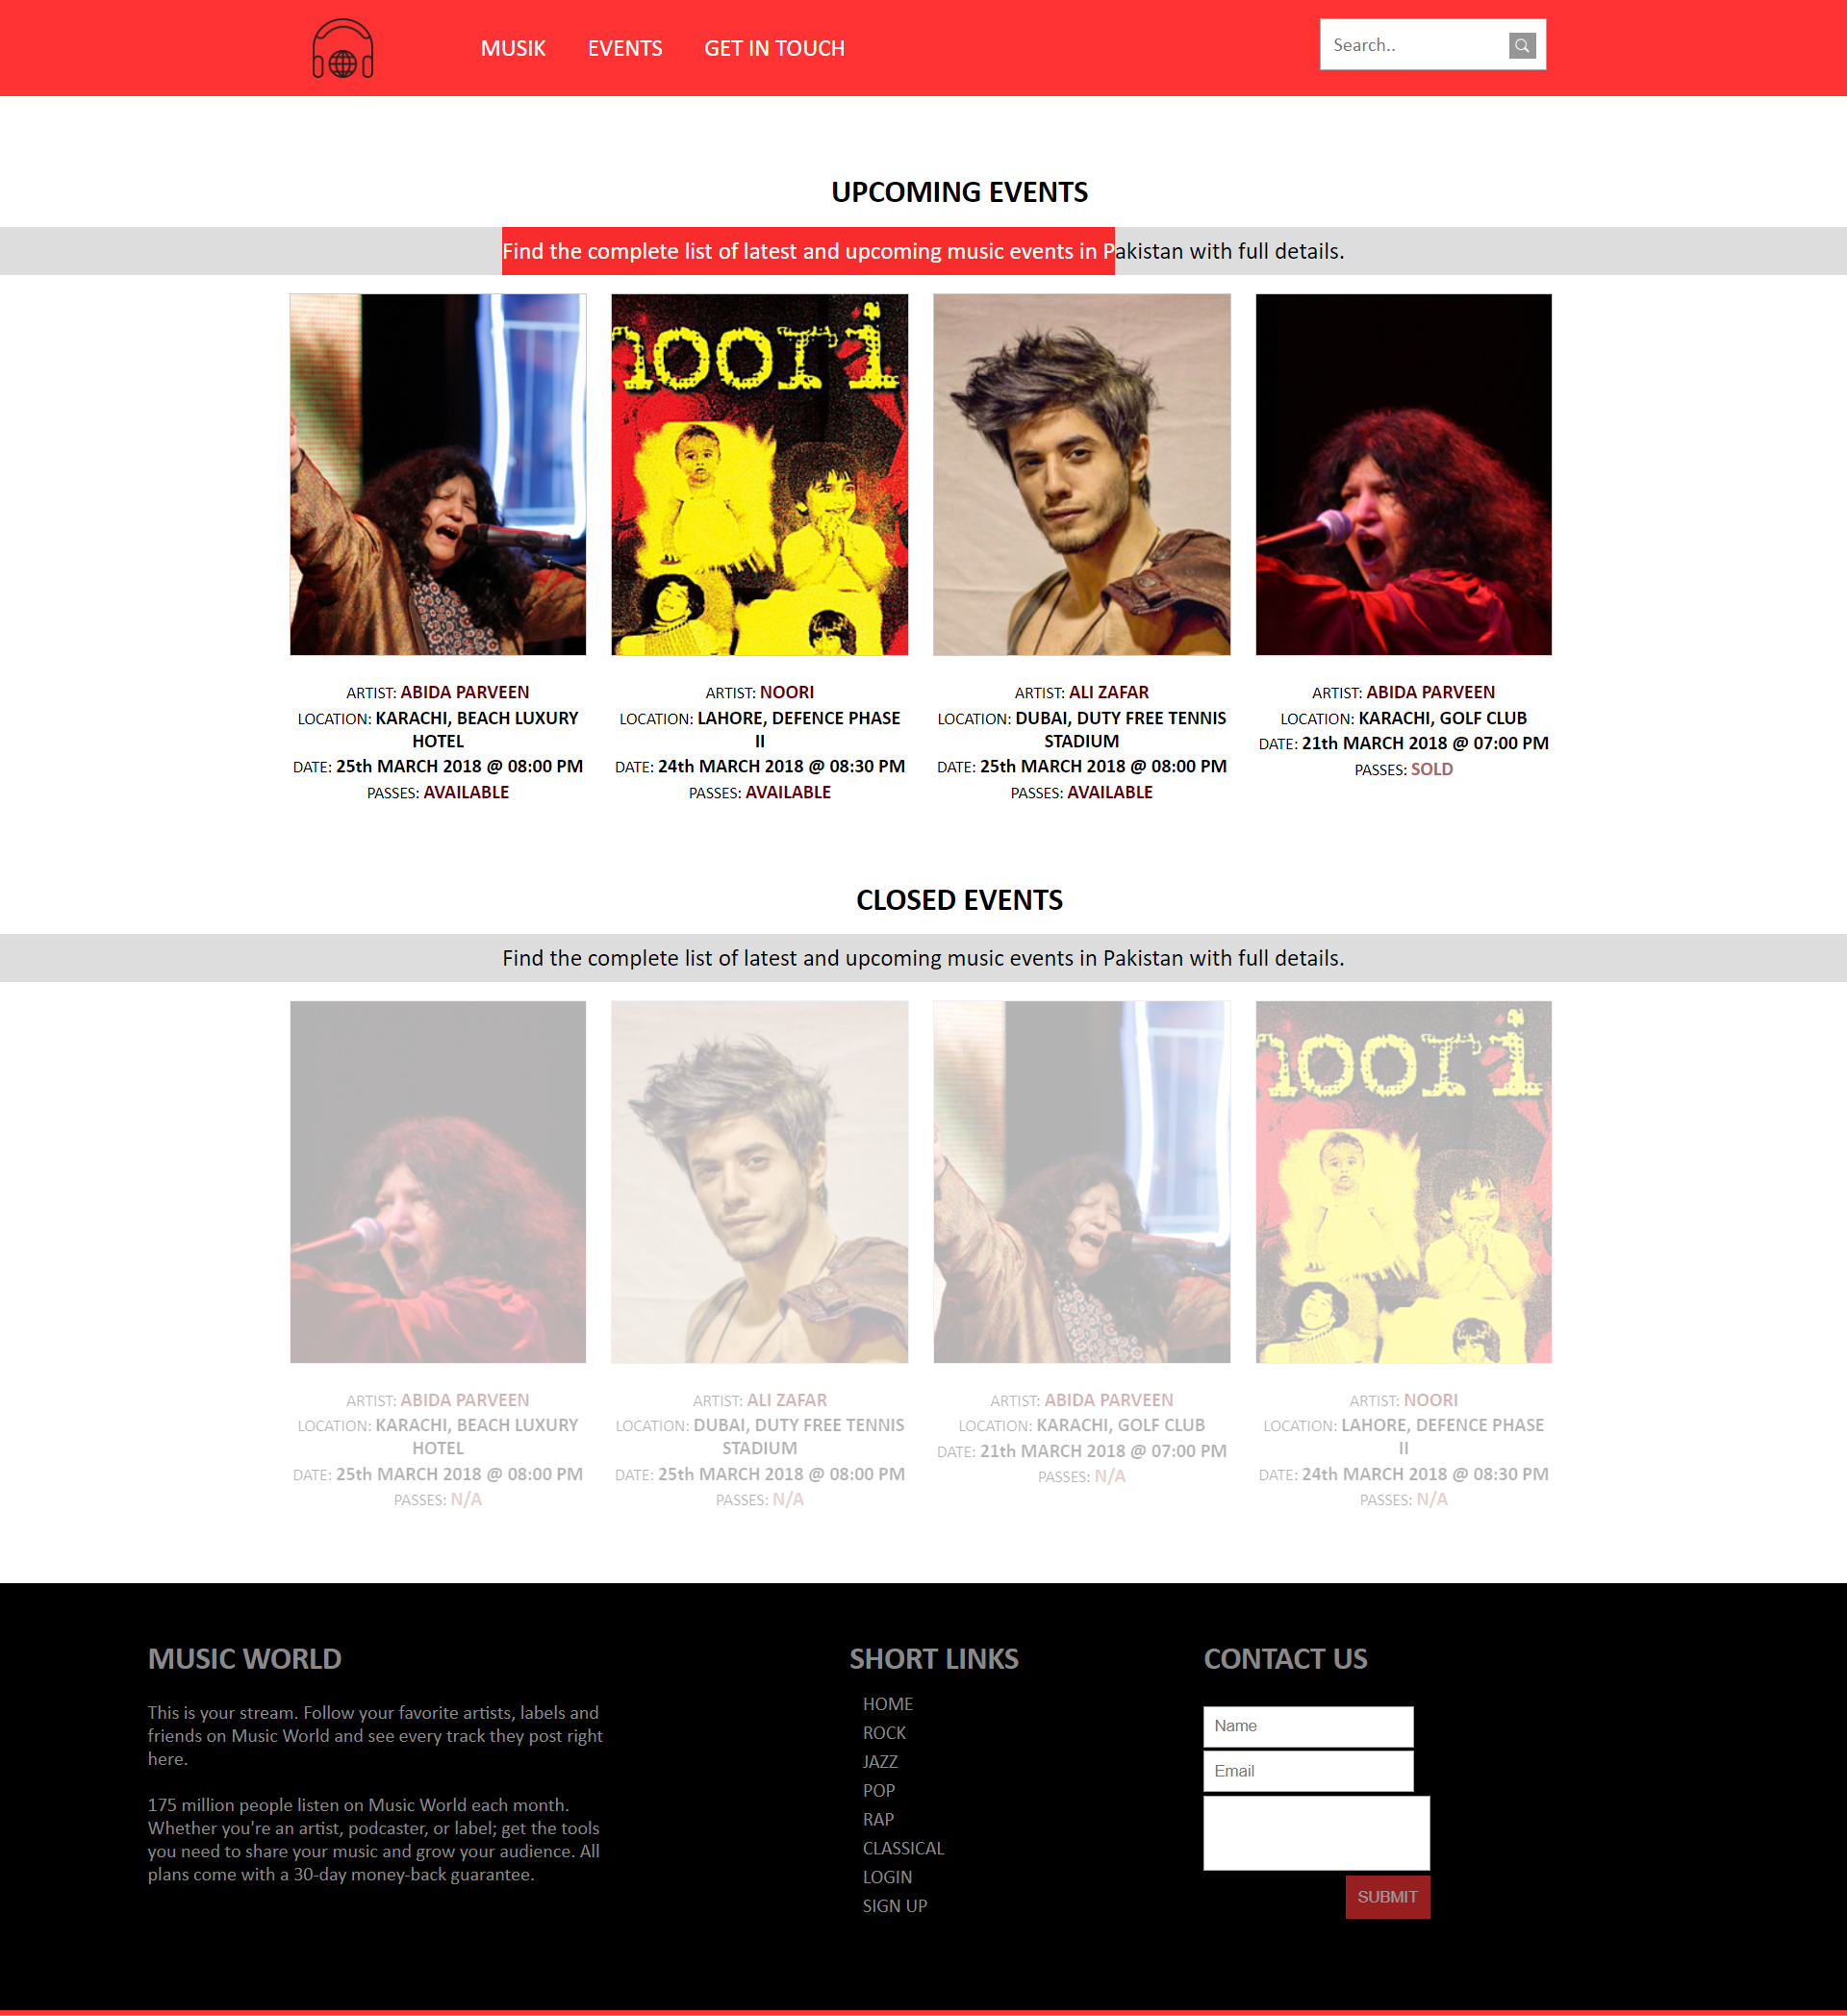 MUSIK EVENTS GET IN TOUCH Search..
UPCOMING EVENTS
Find the complete list of latest and upcoming music events in Pakistan with full details.
noori
ARTIST: ABIDA PARVEEN
LOCATION: KARACHI, BEACH LUXURY
HOTEL
DATE: 25th MARCH 2018 @ 08:00 PM
PASSES: AVAILABLE
ARTIST: NOORI
LOCATION: LAHORE, DEFENCE PHASE
II
DATE: 24th MARCH 2018 @ 08:30 PM
PASSES: AVAILABLE
ARTIST: ALI ZAFAR
LOCATION: DUBAI, DUTY FREE TENNIS
STADIUM
DATE: 25th MARCH 2018 @ 08:00 PM
PASSES: AVAILABLE
ARTIST: ABIDA PARVEEN
LOCATION: KARACHI, GOLF CLUB
DATE: 21th MARCH 2018 @ 07:00 PM
PASSES: SOLD
CLOSED EVENTS
Find the complete list of latest and upcoming music events in Pakistan with full details.
noori
ARTIST: ABIDA PARVEEN
LOCATION: KARACHI, BEACH LUXURY
HOTEL
DATE: 25th MARCH 2018 @ 08:00 PM
PASSES: N/A
ARTIST: ALI ZAFAR
LOCATION: DUBAI, DUTY FREE TENNIS
STADIUM
DATE: 25th MARCH 2018 @ 08:00 PM
PASSES: N/A
ARTIST: ABIDA PARVEEN
LOCATION: KARACHI, GOLF CLUB
DATE: 21th MARCH 2018 @ 07:00 PM
PASSES: N/A
ARTIST: NOORI
LOCATION: LAHORE, DEFENCE PHASE
II
DATE: 24th MARCH 2018 @ 08:30 PM
PASSES: N/A
MUSIC WORLD
This is your stream. Follow your favorite artists, labels and
friends on Music World and see every track they post right
here.
175 million people listen on Music World each month.
Whether you're an artist, podcaster, or label; get the tools
you need to share your music and grow your audience. All
plans come with a 30-day money-back guarantee.
SHORT LINKS
HOME
ROCK
JAZZ
POP
RAP
CLASSICAL
LOGIN
SIGN UP
CONTACT US
Name
Email
SUBMIT